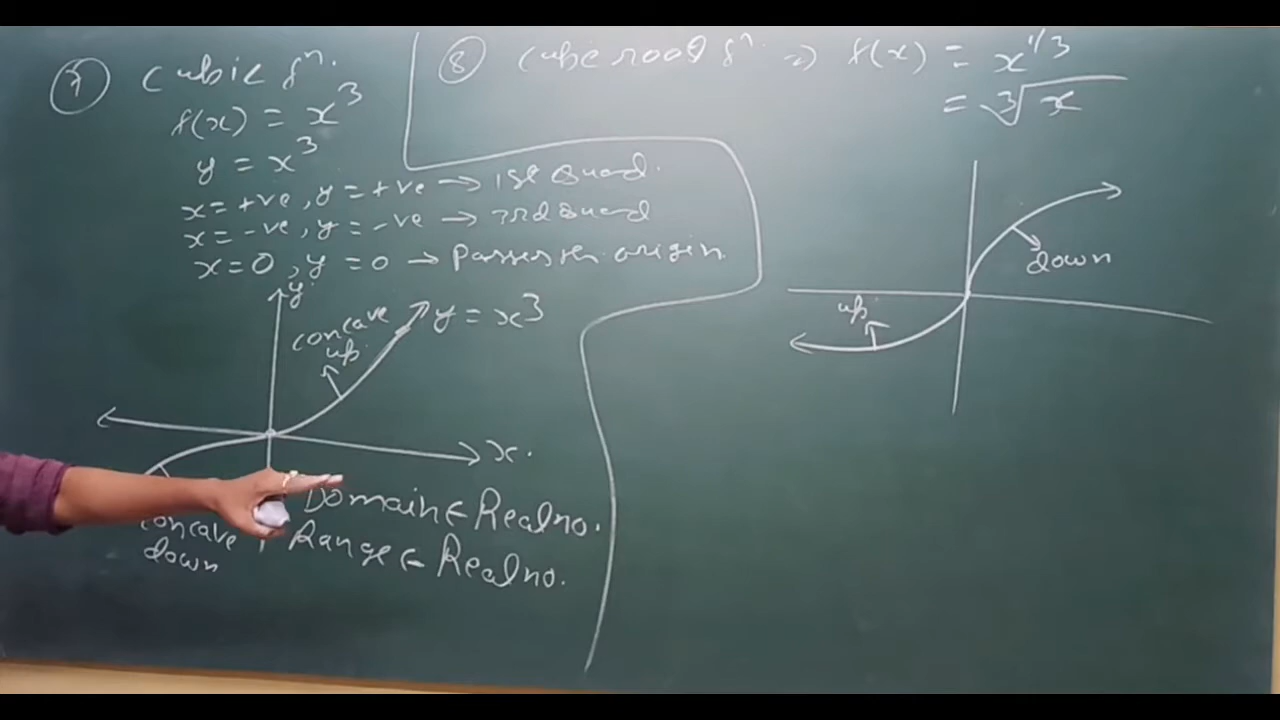 ⑦ cubic fⁿ.
f(x) = x³
y = x³
x=+ve, y=+ve → 1st Quad.
x=-ve, y=-ve → 3rd Quad
x=0, y=0 → Passes origin.
y
concave
up
y = x³
x.
concave
down
Domain ∈ Real no.
Range ∈ Real no.
⑧ cube root fⁿ. ⇒ f(x) = x^1/3
= ∛x
down
up